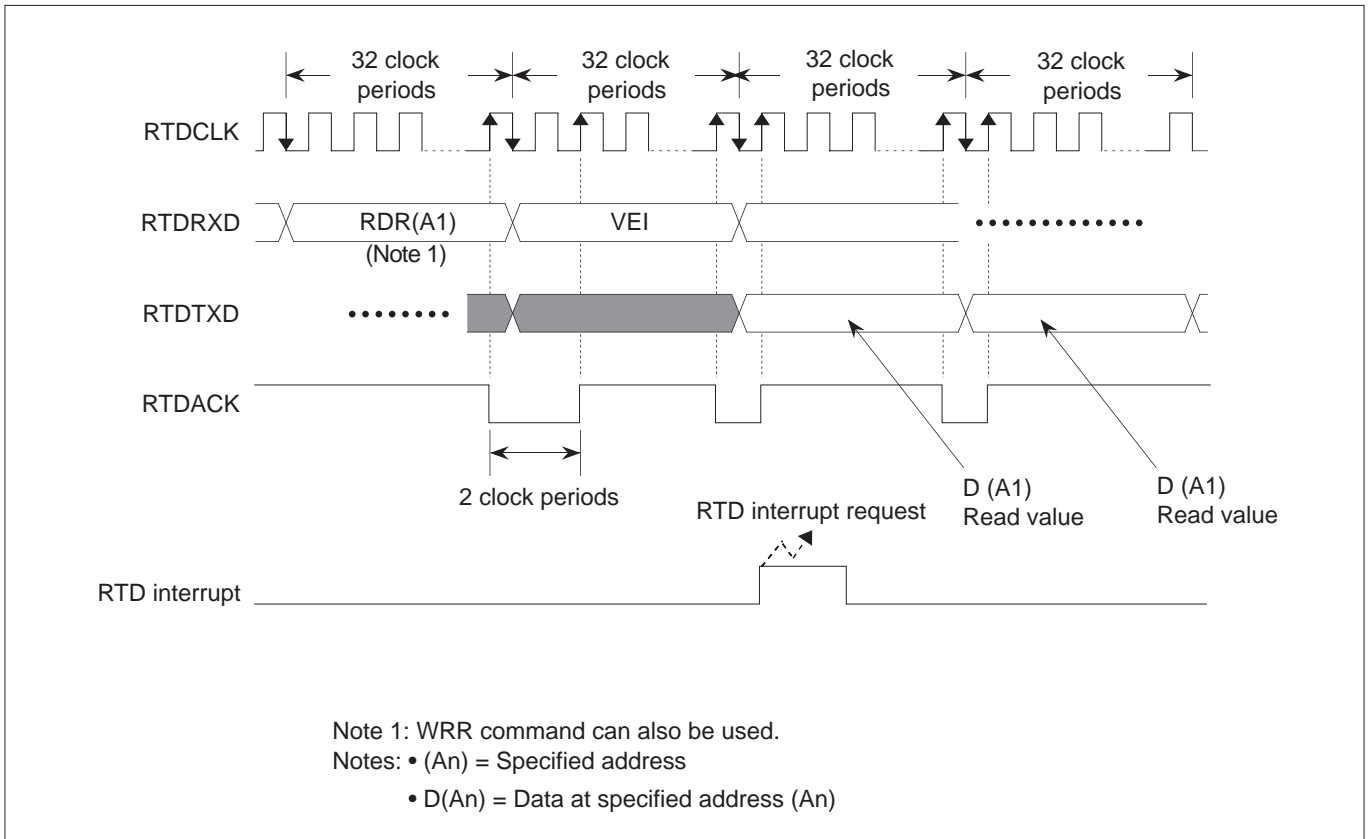 32 clock
periods
32 clock
periods
32 clock
periods
32 clock
periods
RTDCLK
RTDRXD
RDR(A1)
(Note 1)
VEI
RTDTXD
RTDACK
2 clock periods
D (A1)
Read value
D (A1)
Read value
RTD interrupt request
RTD interrupt
Note 1: WRR command can also be used.
Notes: • (An) = Specified address
• D(An) = Data at specified address (An)